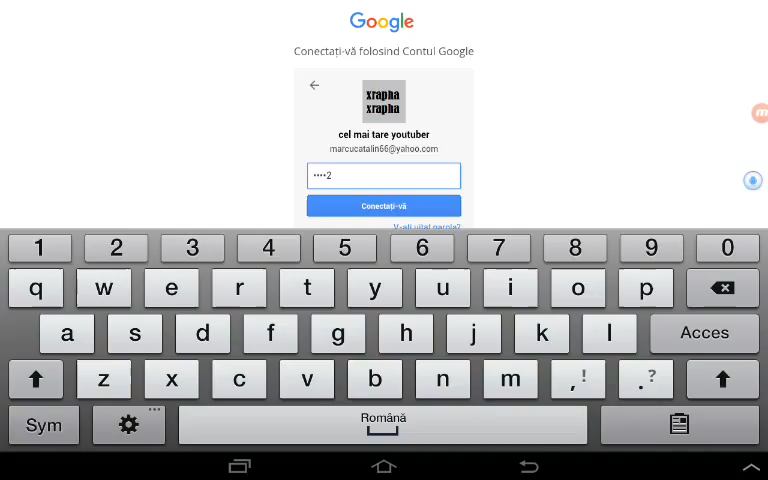 Google
Conectați-vă folosind Contul Google
xrapha
xrapha
cel mai tare youtuber
marcucatalin66@yahoo.com
••••2
Conectați-vă
V-ați uitat parola?
1 2 3 4 5 6 7 8 9 0
q w e r t y u i o p
a s d f g h j k l Acces
z x c v b n m , ! . ?
Sym ... Română